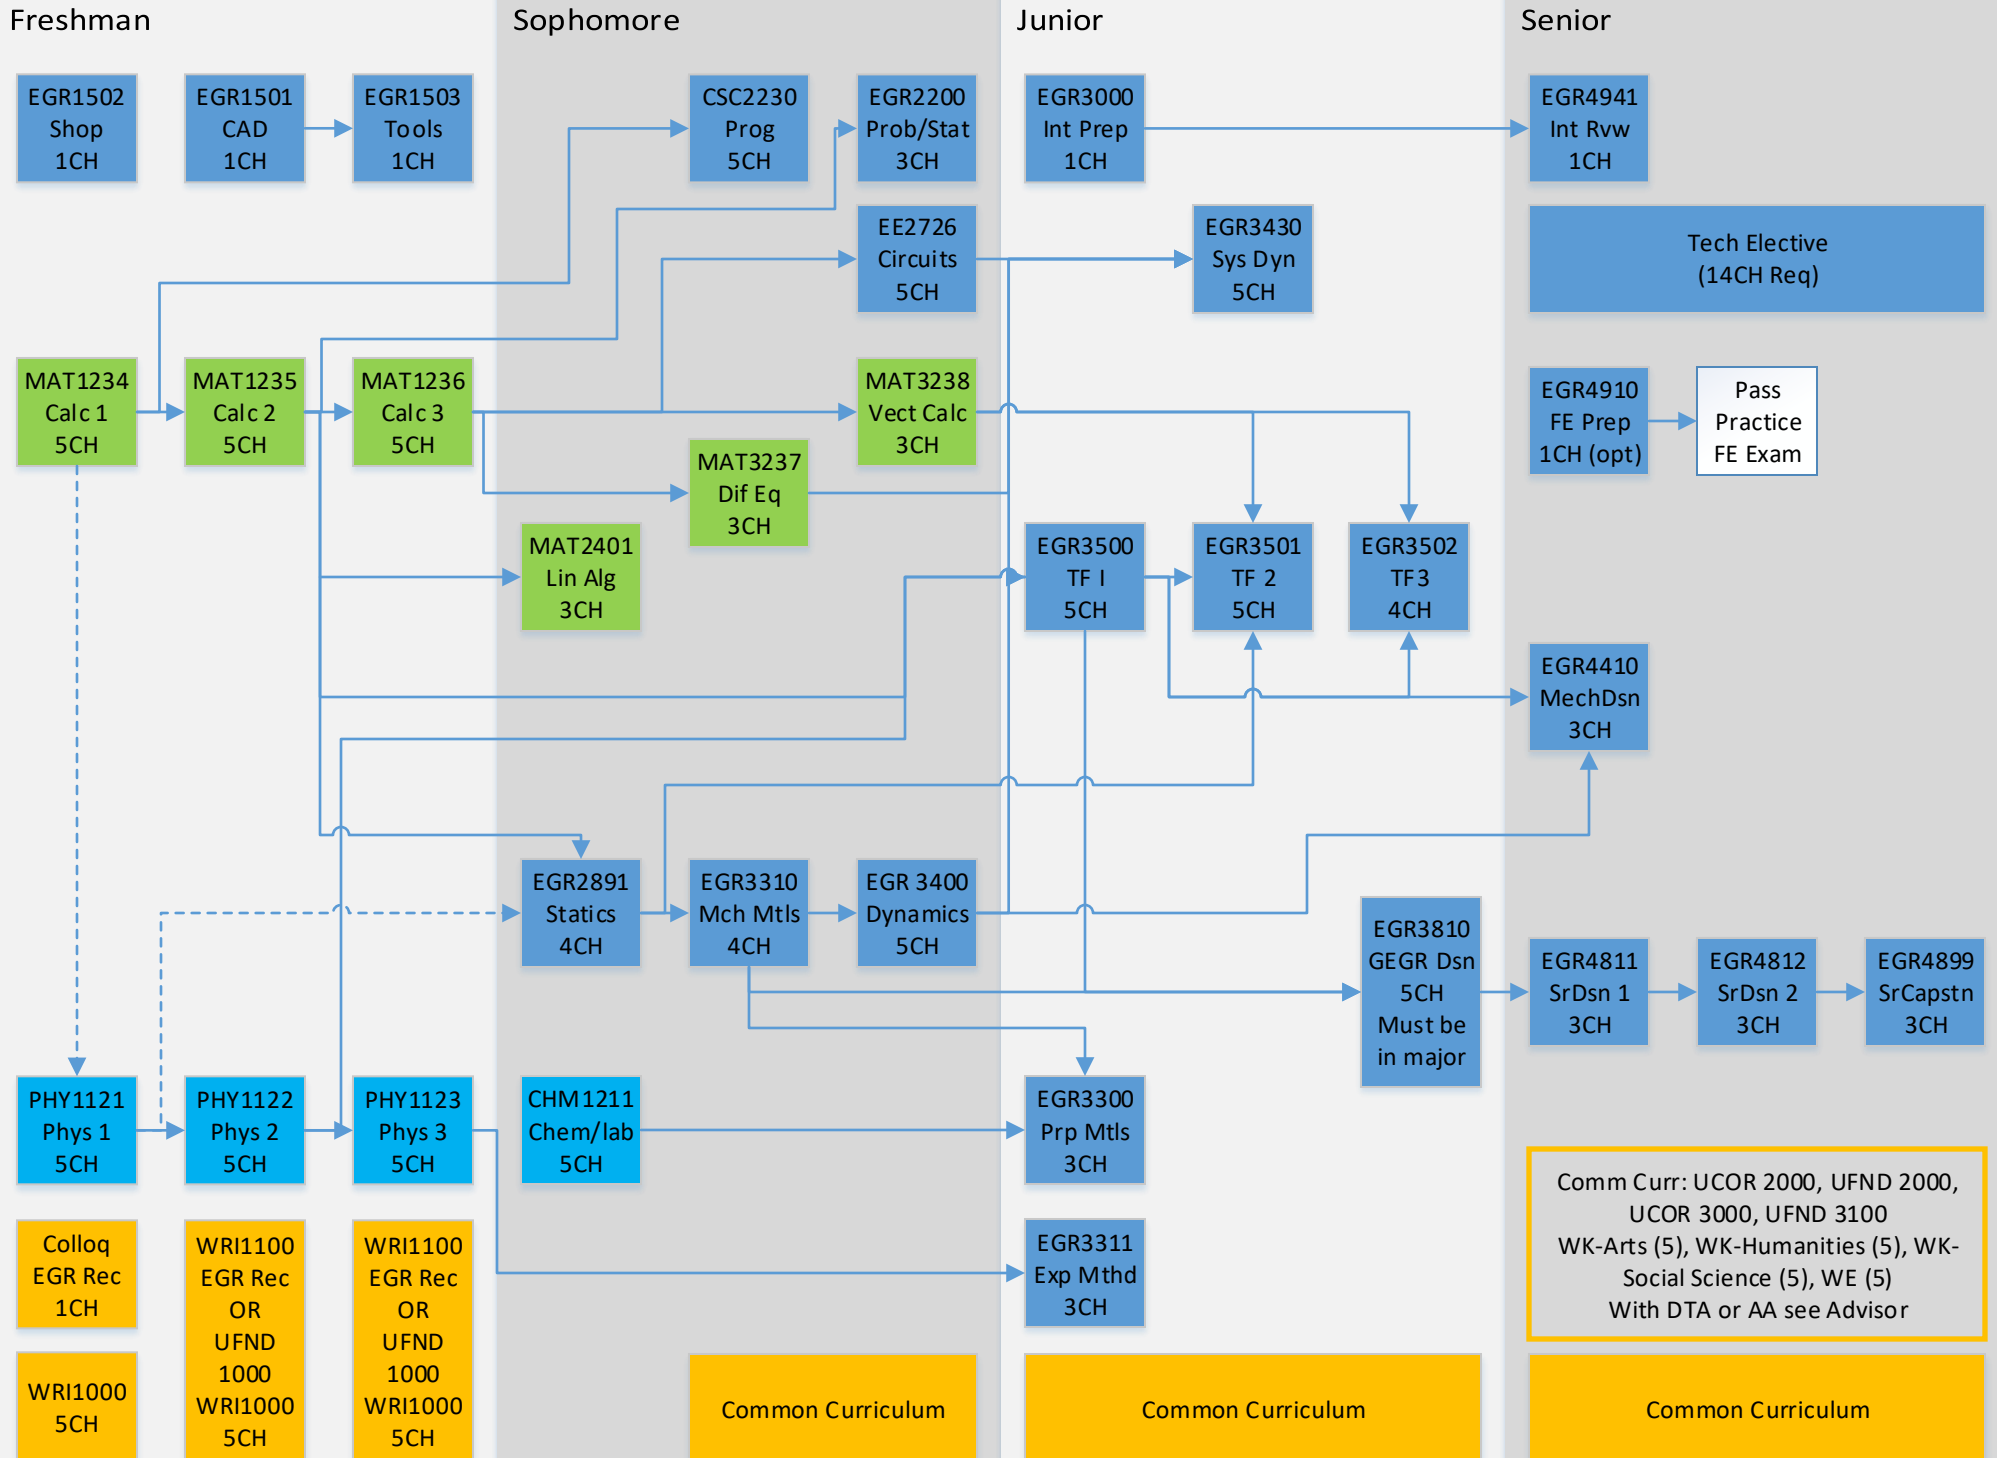 Freshman
Sophomore
Junior
Senior
EGR1502
Shop
1CH
EGR1501
CAD
1CH
EGR1503
Tools
1CH
CSC2230
Prog
5CH
EGR2200
Prob/Stat
3CH
EGR3000
Int Prep
1CH
EGR4941
Int Rvw
1CH
EE2726
Circuits
5CH
EGR3430
Sys Dyn
5CH
Tech Elective
(14CH Req)
MAT1234
Calc 1
5CH
MAT1235
Calc 2
5CH
MAT1236
Calc 3
5CH
MAT3238
Vect Calc
3CH
EGR4910
FE Prep
1CH (opt)
Pass
Practice
FE Exam
MAT3237
Dif Eq
3CH
MAT2401
Lin Alg
3CH
EGR3500
TF I
5CH
EGR3501
TF 2
5CH
EGR3502
TF3
4CH
EGR4410
MechDsn
3CH
EGR2891
Statics
4CH
EGR3310
Mch Mtls
4CH
EGR 3400
Dynamics
5CH
EGR3810
GEGR Dsn
5CH
Must be
in major
EGR4811
SrDsn 1
3CH
EGR4812
SrDsn 2
3CH
EGR4899
SrCapstn
3CH
PHY1121
Phys 1
5CH
PHY1122
Phys 2
5CH
PHY1123
Phys 3
5CH
CHM1211
Chem/lab
5CH
EGR3300
Prp Mtls
3CH
Comm Curr: UCOR 2000, UFND 2000,
UCOR 3000, UFND 3100
WK-Arts (5), WK-Humanities (5), WK-
Social Science (5), WE (5)
With DTA or AA see Advisor
Colloq
EGR Rec
1CH
WRI1100
EGR Rec
OR
UFND
1000
WRI1000
5CH
WRI1100
EGR Rec
OR
UFND
1000
WRI1000
5CH
EGR3311
Exp Mthd
3CH
WRI1000
5CH
Common Curriculum
Common Curriculum
Common Curriculum